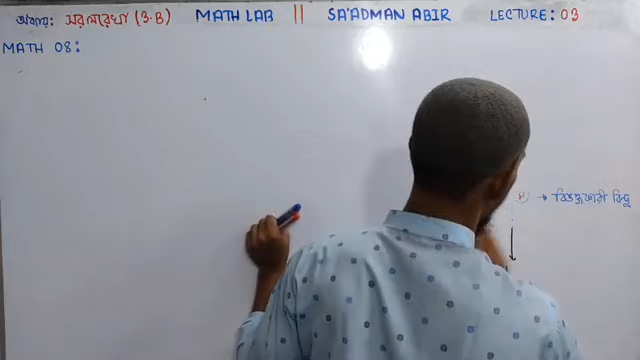 অধ্যায়: সরলরেখা (3.B) MATH LAB || SA'ADMAN ABIR LECTURE: 03
MATH 08:
→ বিভক্তকারী বিন্দু